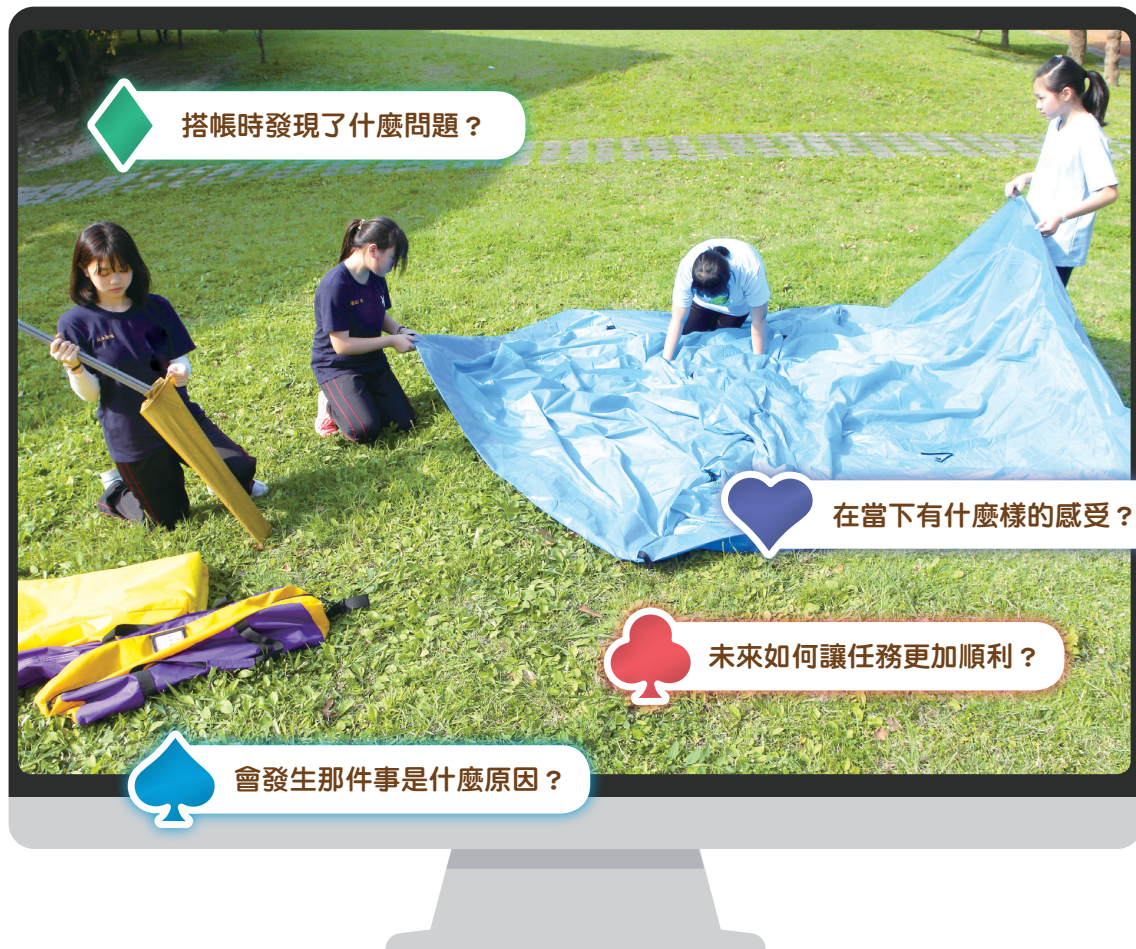 搭帳時發現了什麼問題？
在當下有什麼樣的感受？
未來如何讓任務更加順利？
會發生那件事是什麼原因？